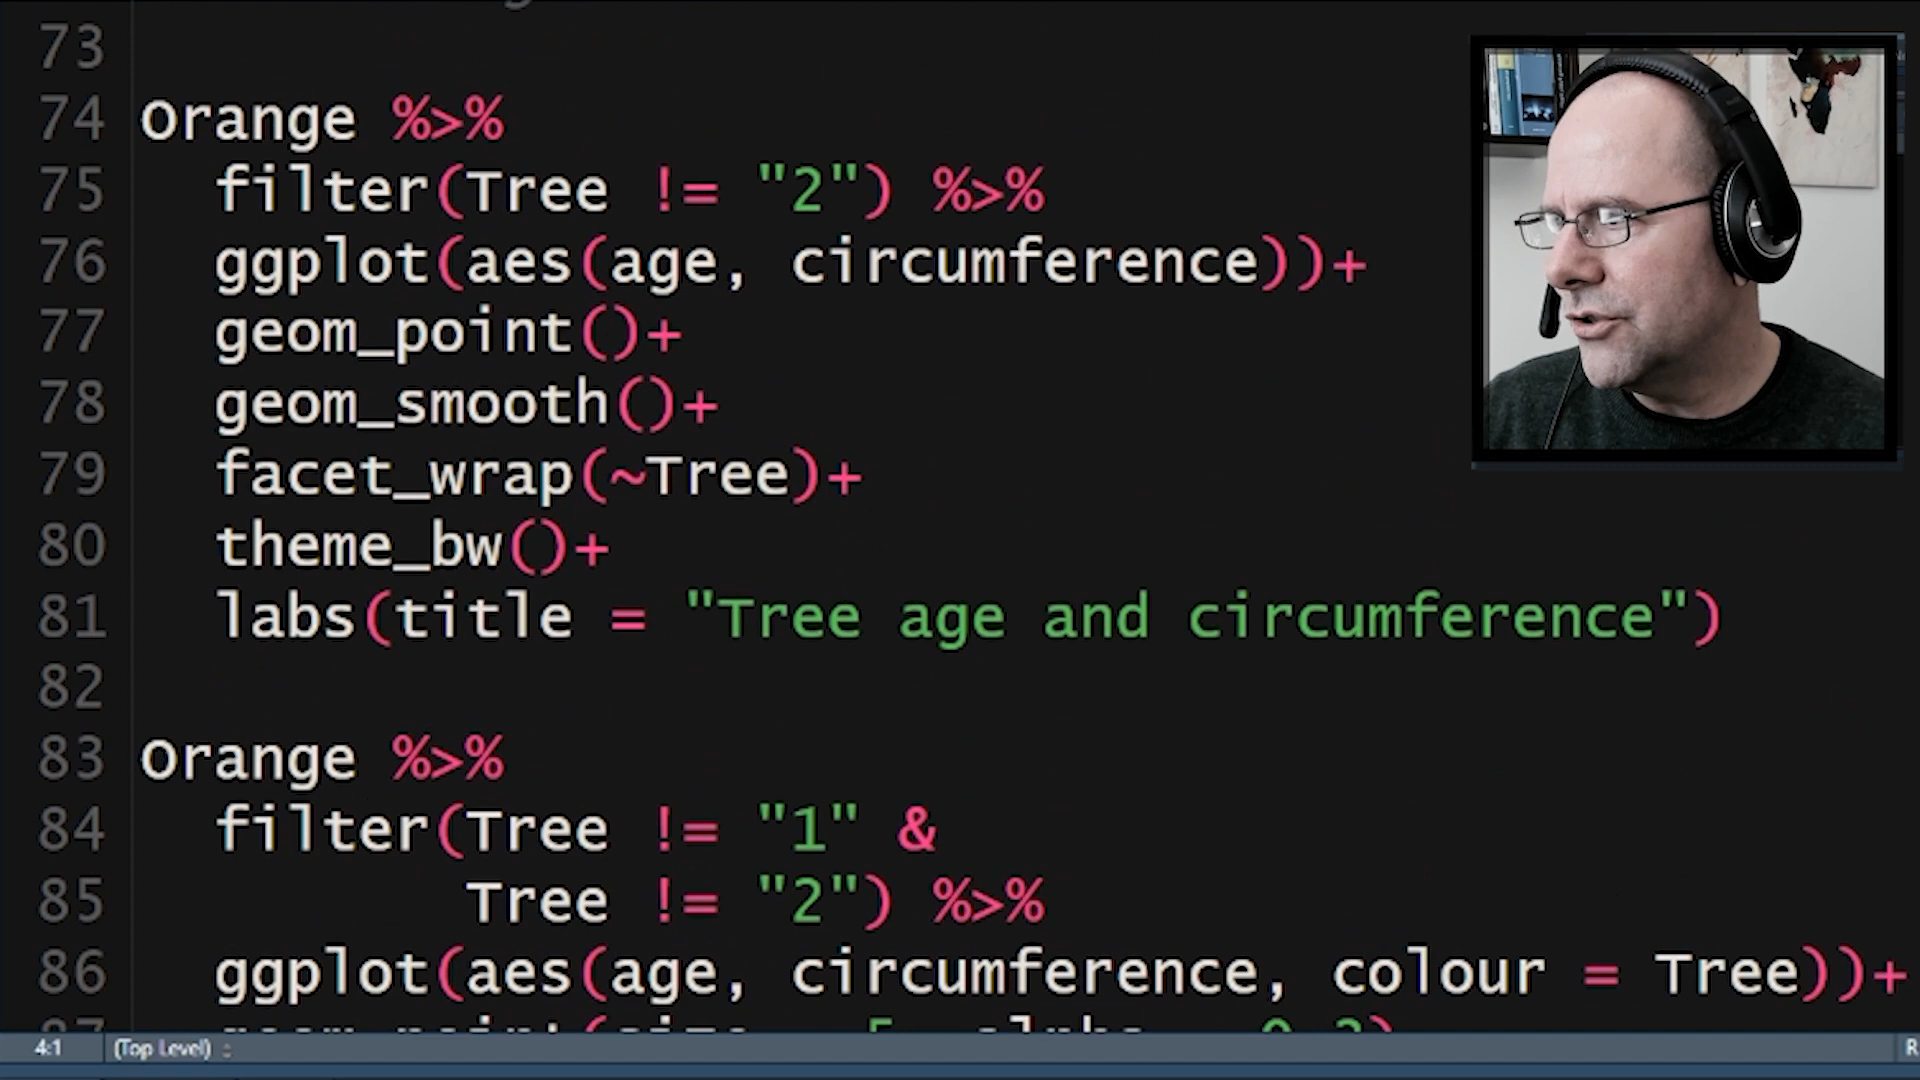 73
74 Orange %>%
75 filter(Tree != "2") %>%
76 ggplot(aes(age, circumference))+
77 geom_point()+
78 geom_smooth()+
79 facet_wrap(~Tree)+
80 theme_bw()+
81 labs(title = "Tree age and circumference")
82
83 Orange %>%
84 filter(Tree != "1" &
85 Tree != "2") %>%
86 ggplot(aes(age, circumference, colour = Tree))+
4:1 (Top Level) R